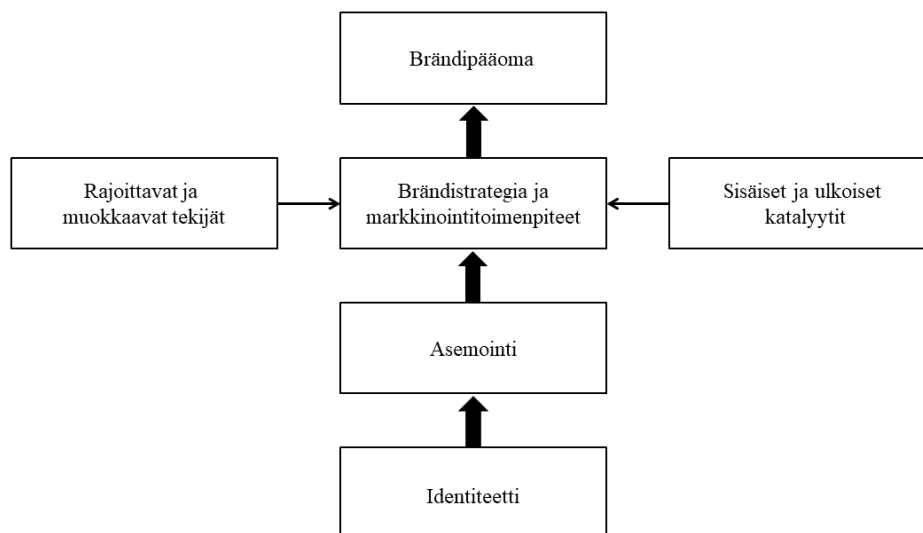 Brändipääoma
Rajoittavat ja
muokkaavat tekijät
Brändistrategia ja
markkinointitoimenpiteet
Sisäiset ja ulkoiset
katalyytit
Asemointi
Identiteetti